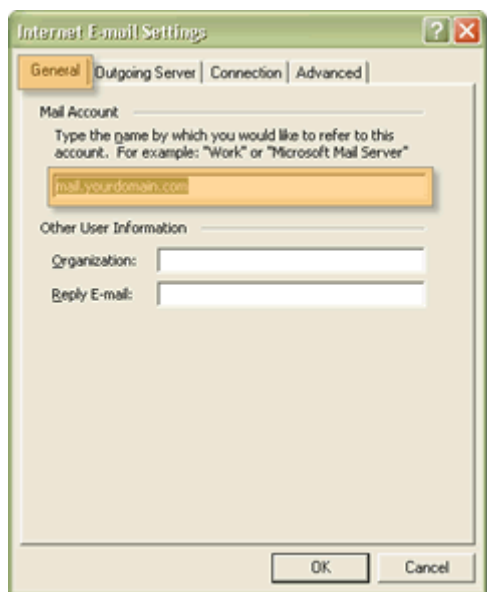 Internet E-mail Settings
General Outgoing Server Connection Advanced
Mail Account
Type the name by which you would like to refer to this
account. For example: "Work" or "Microsoft Mail Server"
mail.yourdomain.com
Other User Information
Organization:
Reply E-mail:
OK Cancel